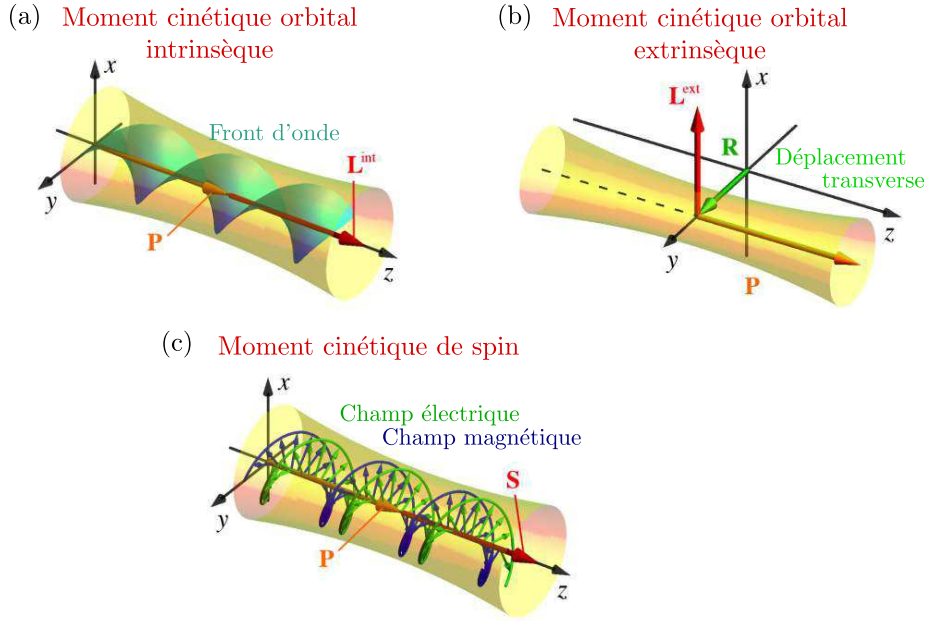 (a)
Moment cinétique orbital
intrinsèque
x
Front d'onde
L^int
y
P
z
(b)
Moment cinétique orbital
extrinsèque
x
L^ext
R
Déplacement
transverse
z
y
P
(c)
Moment cinétique de spin
x
Champ électrique
Champ magnétique
S
y
P
z